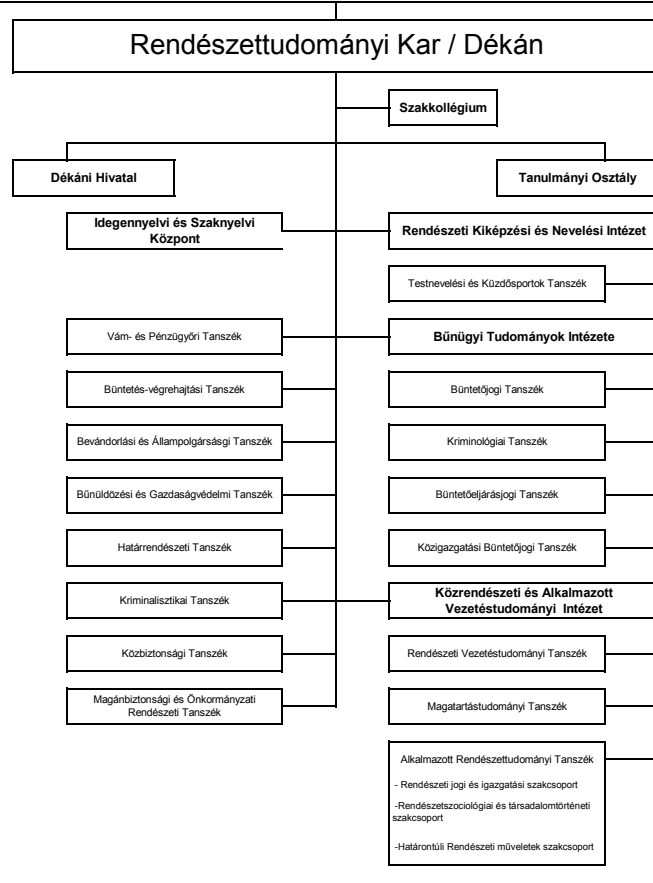 Rendészettudományi Kar / Dékán
Szakkollégium
Dékáni Hivatal
Tanulmányi Osztály
Idegennyelvi és Szaknyelvi
Központ
Rendészeti Kiképzési és Nevelési Intézet
Testnevelési és Küzdősportok Tanszék
Vám- és Pénzügyőri Tanszék
Bűnügyi Tudományok Intézete
Büntetés-végrehajtási Tanszék
Büntetőjogi Tanszék
Bevándorlási és Állampolgársásgi Tanszék
Kriminológiai Tanszék
Bűnüldözési és Gazdaságvédelmi Tanszék
Büntetőeljárásjogi Tanszék
Határrendészeti Tanszék
Közigazgatási Büntetőjogi Tanszék
Kriminalisztikai Tanszék
Közrendészeti és Alkalmazott
Vezetéstudományi Intézet
Közbiztonsági Tanszék
Rendészeti Vezetéstudományi Tanszék
Magánbiztonsági és Önkormányzati
Rendészeti Tanszék
Magatartástudományi Tanszék
Alkalmazott Rendészettudományi Tanszék
- Rendészeti jogi és igazgatási szakcsoport
-Rendészetszociológiai és társadalomtörténeti
szakcsoport
-Határontúli Rendészeti műveletek szakcsoport